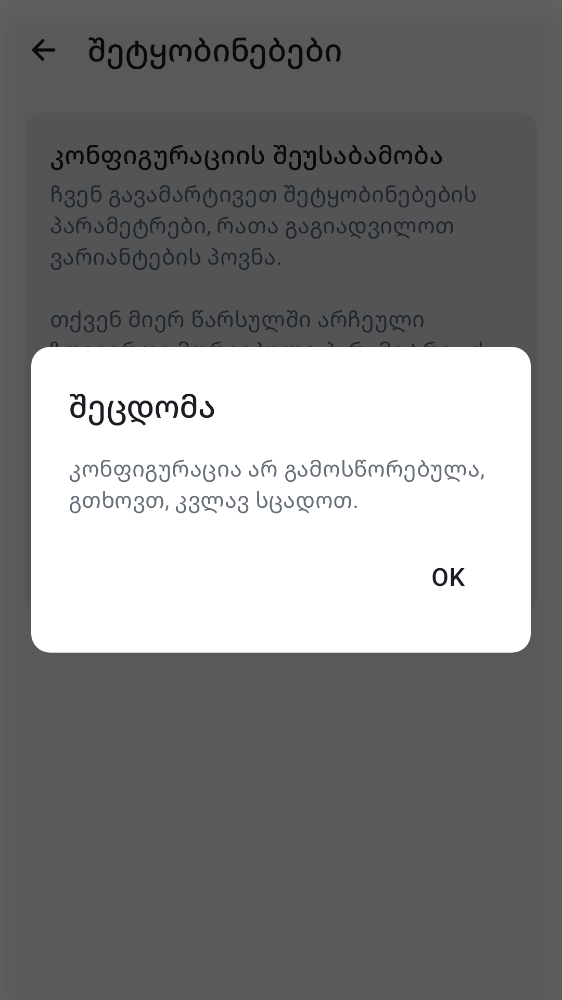 შეტყობინებები
კონფიგურაციის შეუსაბამობა
ჩვენ გავამარტივეთ შეტყობინებების
პარამეტრები, რათა გაგიადვილოთ
ვარიანტების პოვნა.
თქვენ მიერ წარსულში არჩეული
შეცდომა
კონფიგურაცია არ გამოსწორებულა,
გთხოვთ, კვლავ სცადოთ.
OK